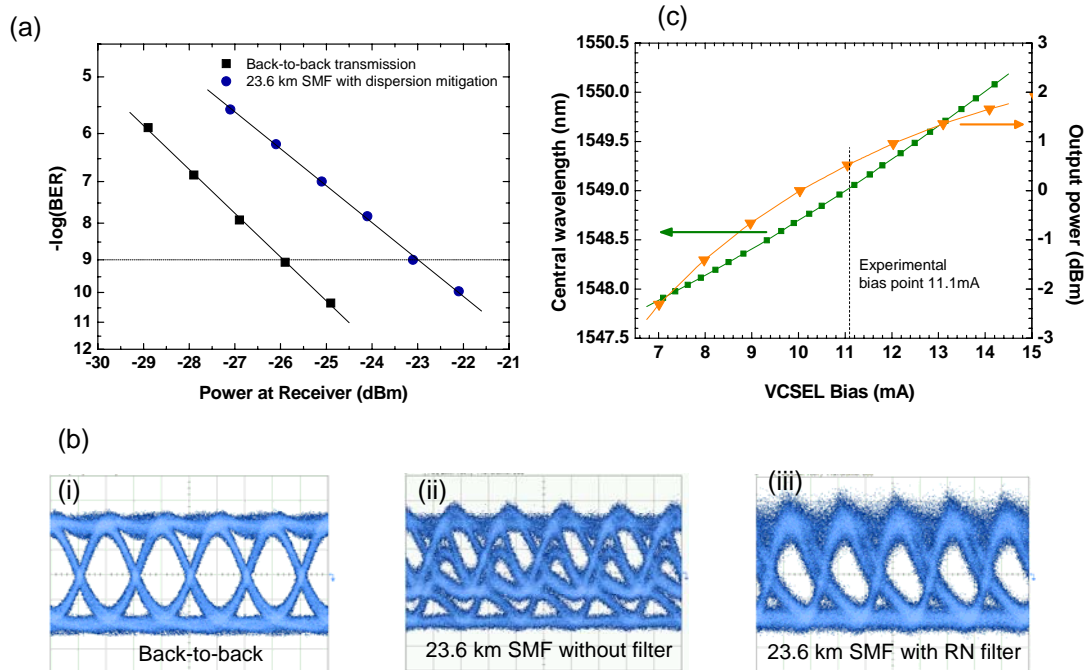 (a)
Back-to-back transmission
23.6 km SMF with dispersion mitigation
-log(BER)
5
6
7
8
9
10
11
12
-30 -29 -28 -27 -26 -25 -24 -23 -22 -21
Power at Receiver (dBm)
(c)
Central wavelength (nm)
1550.5
1550.0
1549.5
1549.0
1548.5
1548.0
1547.5
3
2
1
0
-1
-2
-3
Output power (dBm)
Experimental
bias point 11.1mA
7 8 9 10 11 12 13 14 15
VCSEL Bias (mA)
(b)
(i)
Back-to-back
(ii)
23.6 km SMF without filter
(iii)
23.6 km SMF with RN filter